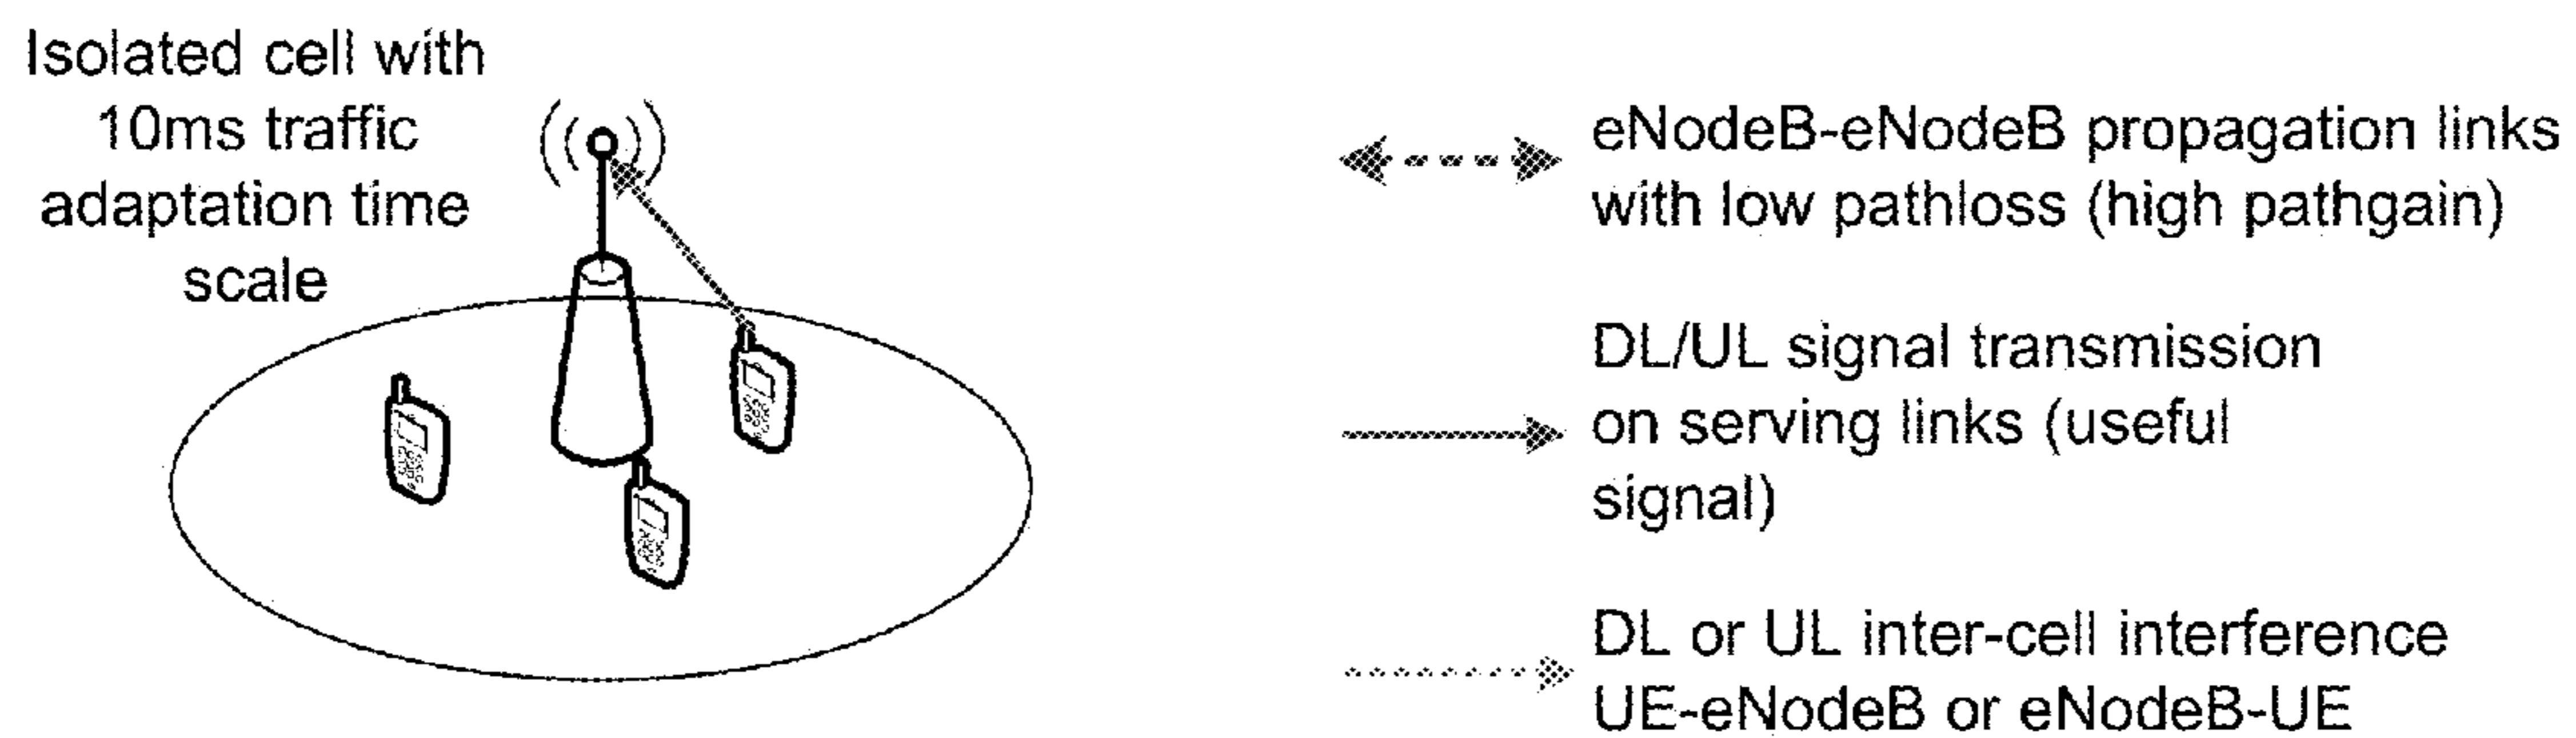 Isolated cell with
10ms traffic
adaptation time
scale
eNodeB-eNodeB propagation links
with low pathloss (high pathgain)
DL/UL signal transmission
on serving links (useful
signal)
DL or UL inter-cell interference
UE-eNodeB or eNodeB-UE